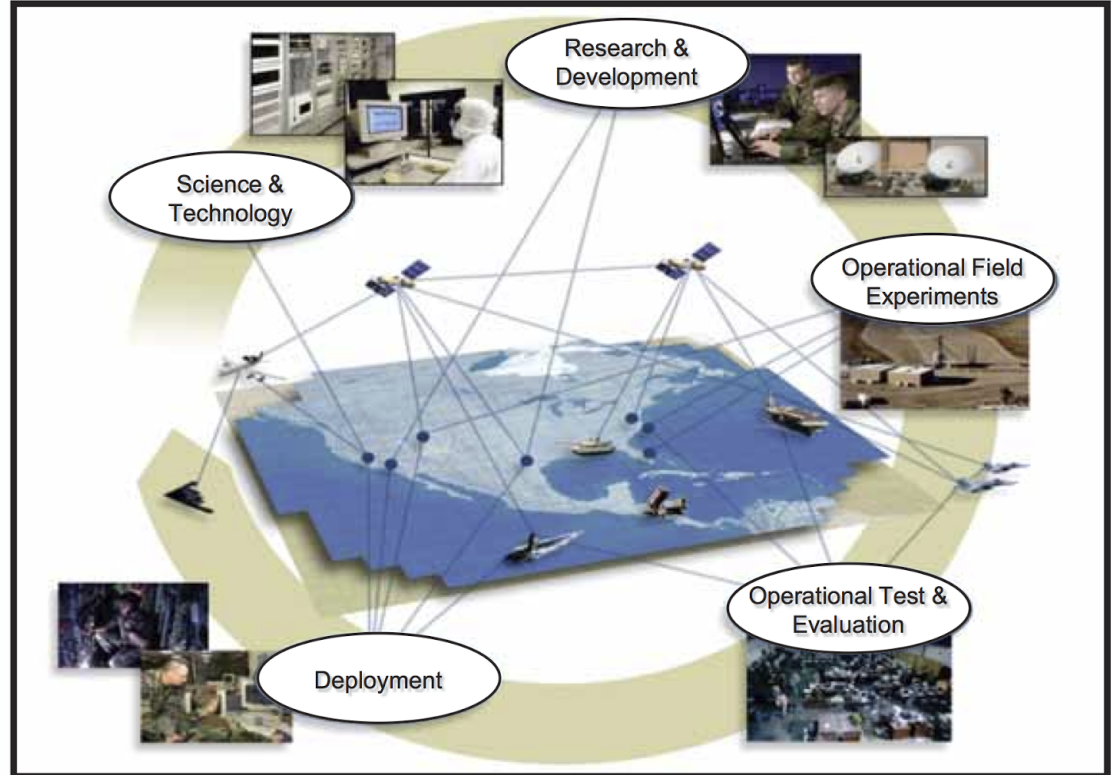 Research &
Development
Science &
Technology
Operational Field
Experiments
Operational Test &
Evaluation
Deployment